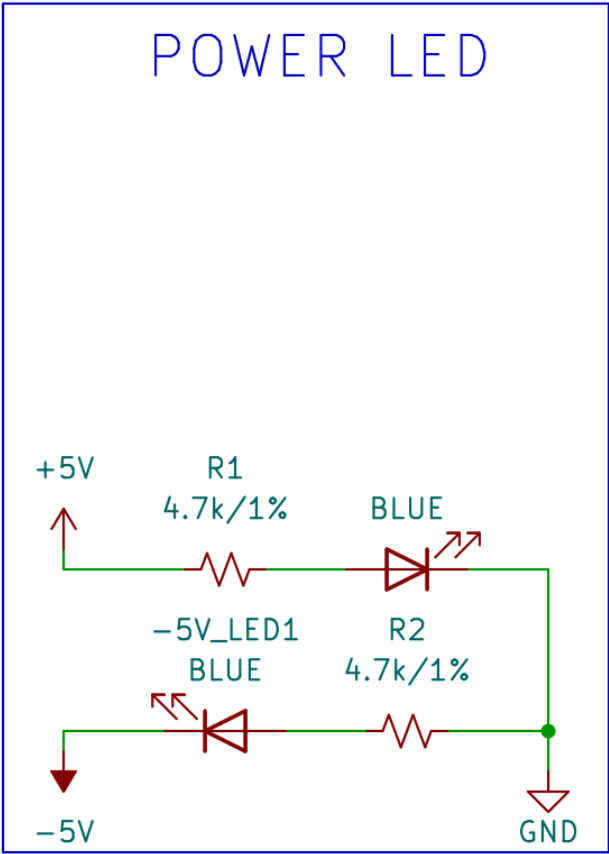 POWER LED
+5V
R1
4.7k/1%
BLUE
-5V_LED1
BLUE
R2
4.7k/1%
-5V
GND